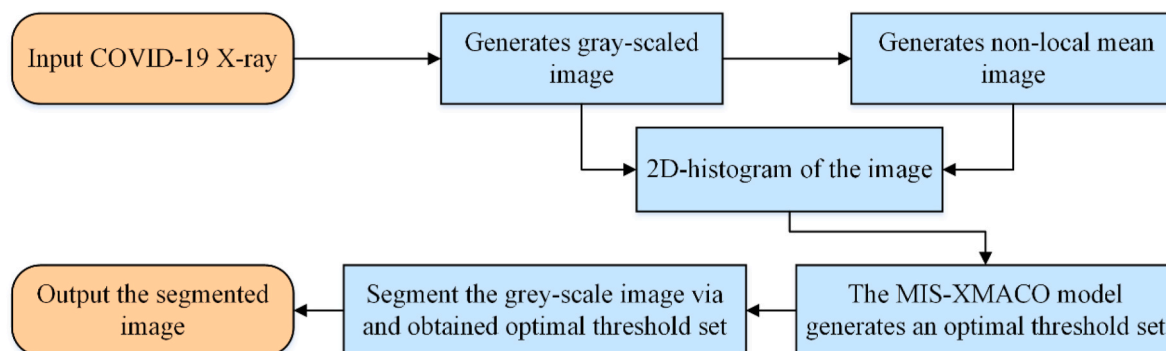 Input COVID-19 X-ray
Generates gray-scaled
image
Generates non-local mean
image
2D-histogram of the image
Output the segmented
image
Segment the grey-scale image via
and obtained optimal threshold set
The MIS-XMACO model
generates an optimal threshold set